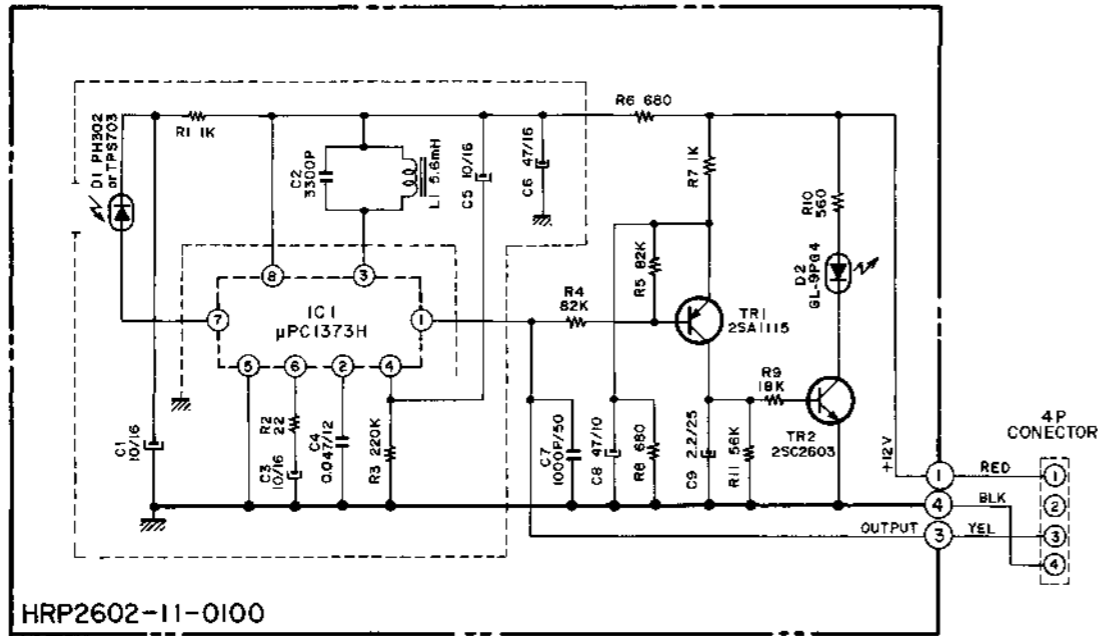 R6 680
D1 PH302
or TPS703
R1 1K
C2
3300P
L1 5.6mH
C5 10/16
C6 47/16
R7 1K
R10
560
8
3
R5 82K
D2
GL-9PG4
R4
82K
7
IC1
μPC1373H
1
TR1
2SA1115
5
6
2
4
R9
18K
C1
10/16
R2
22
C3
10/16
C4
0.047/12
R3 220K
C7
1000P/50
C8 47/10
R8 680
C9 2.2/25
R11 56K
TR2
2SC2603
4P
CONECTOR
+12V
1
RED
1
4
BLK
2
OUTPUT
3
YEL
3
4
HRP2602-11-0100